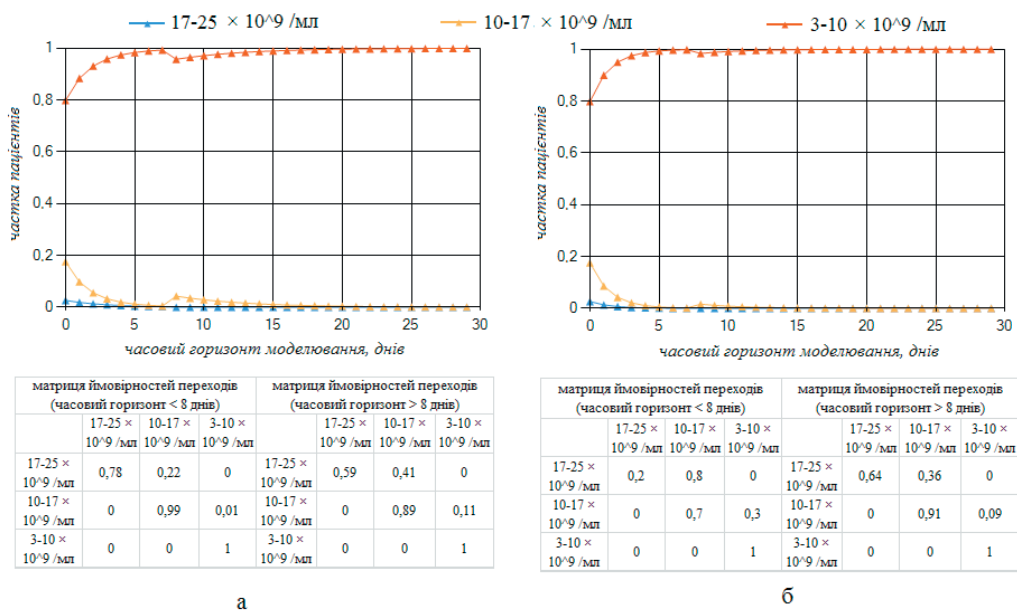 17-25 × 10^9 /мл 10-17 × 10^9 /мл 3-10 × 10^9 /мл
частка пацієнтів
1
0,8
0,6
0,4
0,2
0
0 5 10 15 20 25 30
часовий горизонт моделювання, днів
матриця ймовірностей переходів матриця ймовірностей переходів
(часовий горизонт < 8 днів) (часовий горизонт > 8 днів)
17-25 × 10-17 × 3-10 × 17-25 × 10-17 × 3-10 ×
10^9 /мл 10^9 /мл 10^9 /мл 10^9 /мл 10^9 /мл 10^9 /мл
17-25 × 10^9 /мл 0,78 0,22 0 17-25 × 10^9 /мл 0,59 0,41 0
10-17 × 10^9 /мл 0 0,99 0,01 10-17 × 10^9 /мл 0 0,89 0,11
3-10 × 10^9 /мл 0 0 1 3-10 × 10^9 /мл 0 0 1
а
частка пацієнтів
1
0,8
0,6
0,4
0,2
0
0 5 10 15 20 25 30
часовий горизонт моделювання, днів
матриця ймовірностей переходів матриця ймовірностей переходів
(часовий горизонт < 8 днів) (часовий горизонт > 8 днів)
17-25 × 10-17 × 3-10 × 17-25 × 10-17 × 3-10 ×
10^9 /мл 10^9 /мл 10^9 /мл 10^9 /мл 10^9 /мл 10^9 /мл
17-25 × 10^9 /мл 0,2 0,8 0 17-25 × 10^9 /мл 0,64 0,36 0
10-17 × 10^9 /мл 0 0,7 0,3 10-17 × 10^9 /мл 0 0,91 0,09
3-10 × 10^9 /мл 0 0 1 3-10 × 10^9 /мл 0 0 1
б